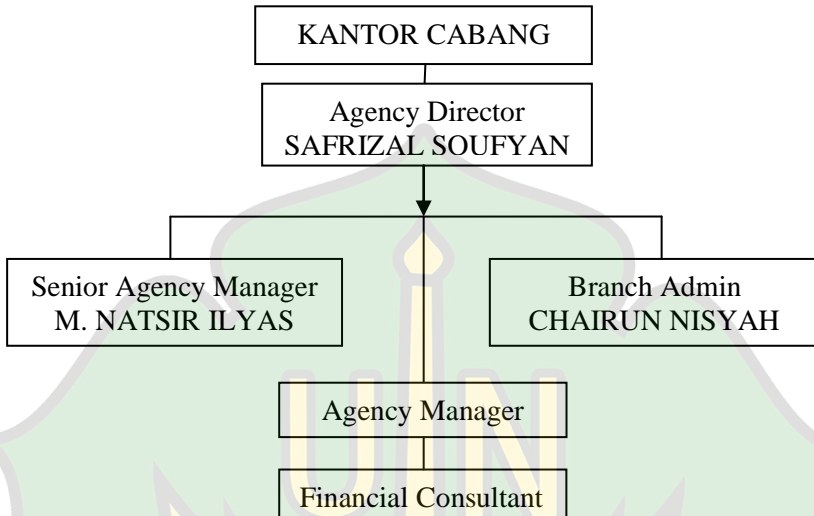 KANTOR CABANG
Agency Director
SAFRIZAL SOUFYAN
Senior Agency Manager
M. NATSIR ILYAS
Branch Admin
CHAIRUN NISYAH
Agency Manager
Financial Consultant
UIN